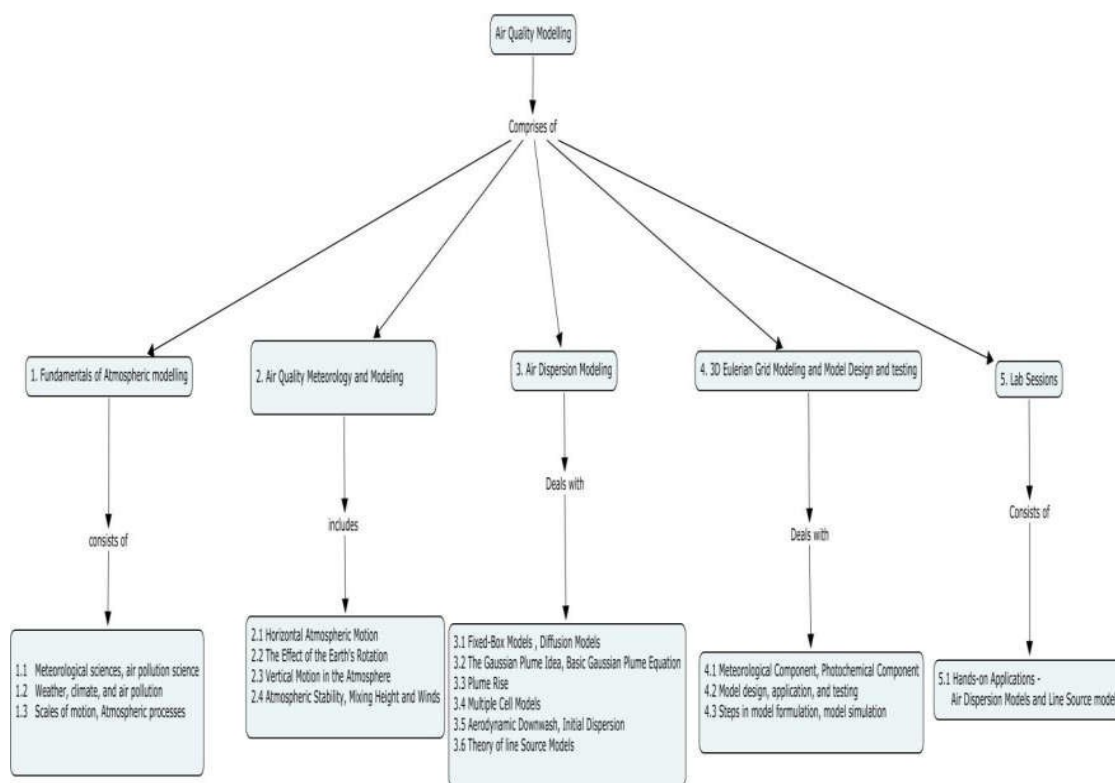 Air Quality Modelling
Comprises of
1. Fundamentals of Atmospheric modelling
2. Air Quality Meteorology and Modeling
3. Air Dispersion Modeling
4. 3D Eulerian Grid Modeling and Model Design and testing
5. Lab Sessions
consists of
includes
Deals with
Deals with
Consists of
1.1 Meteorological sciences, air pollution science
1.2 Weather, climate, and air pollution
1.3 Scales of motion, Atmospheric processes
2.1 Horizontal Atmospheric Motion
2.2 The Effect of the Earth's Rotation
2.3 Vertical Motion in the Atmosphere
2.4 Atmospheric Stability, Mixing Height and Winds
3.1 Fixed-Box Models , Diffusion Models
3.2 The Gaussian Plume Idea, Basic Gaussian Plume Equation
3.3 Plume Rise
3.4 Multiple Cell Models
3.5 Aerodynamic Downwash, Initial Dispersion
3.6 Theory of line Source Models
4.1 Meteorological Component, Photochemical Component
4.2 Model design, application, and testing
4.3 Steps in model formulation, model simulation
5.1 Hands-on Applications -
Air Dispersion Models and Line Source model